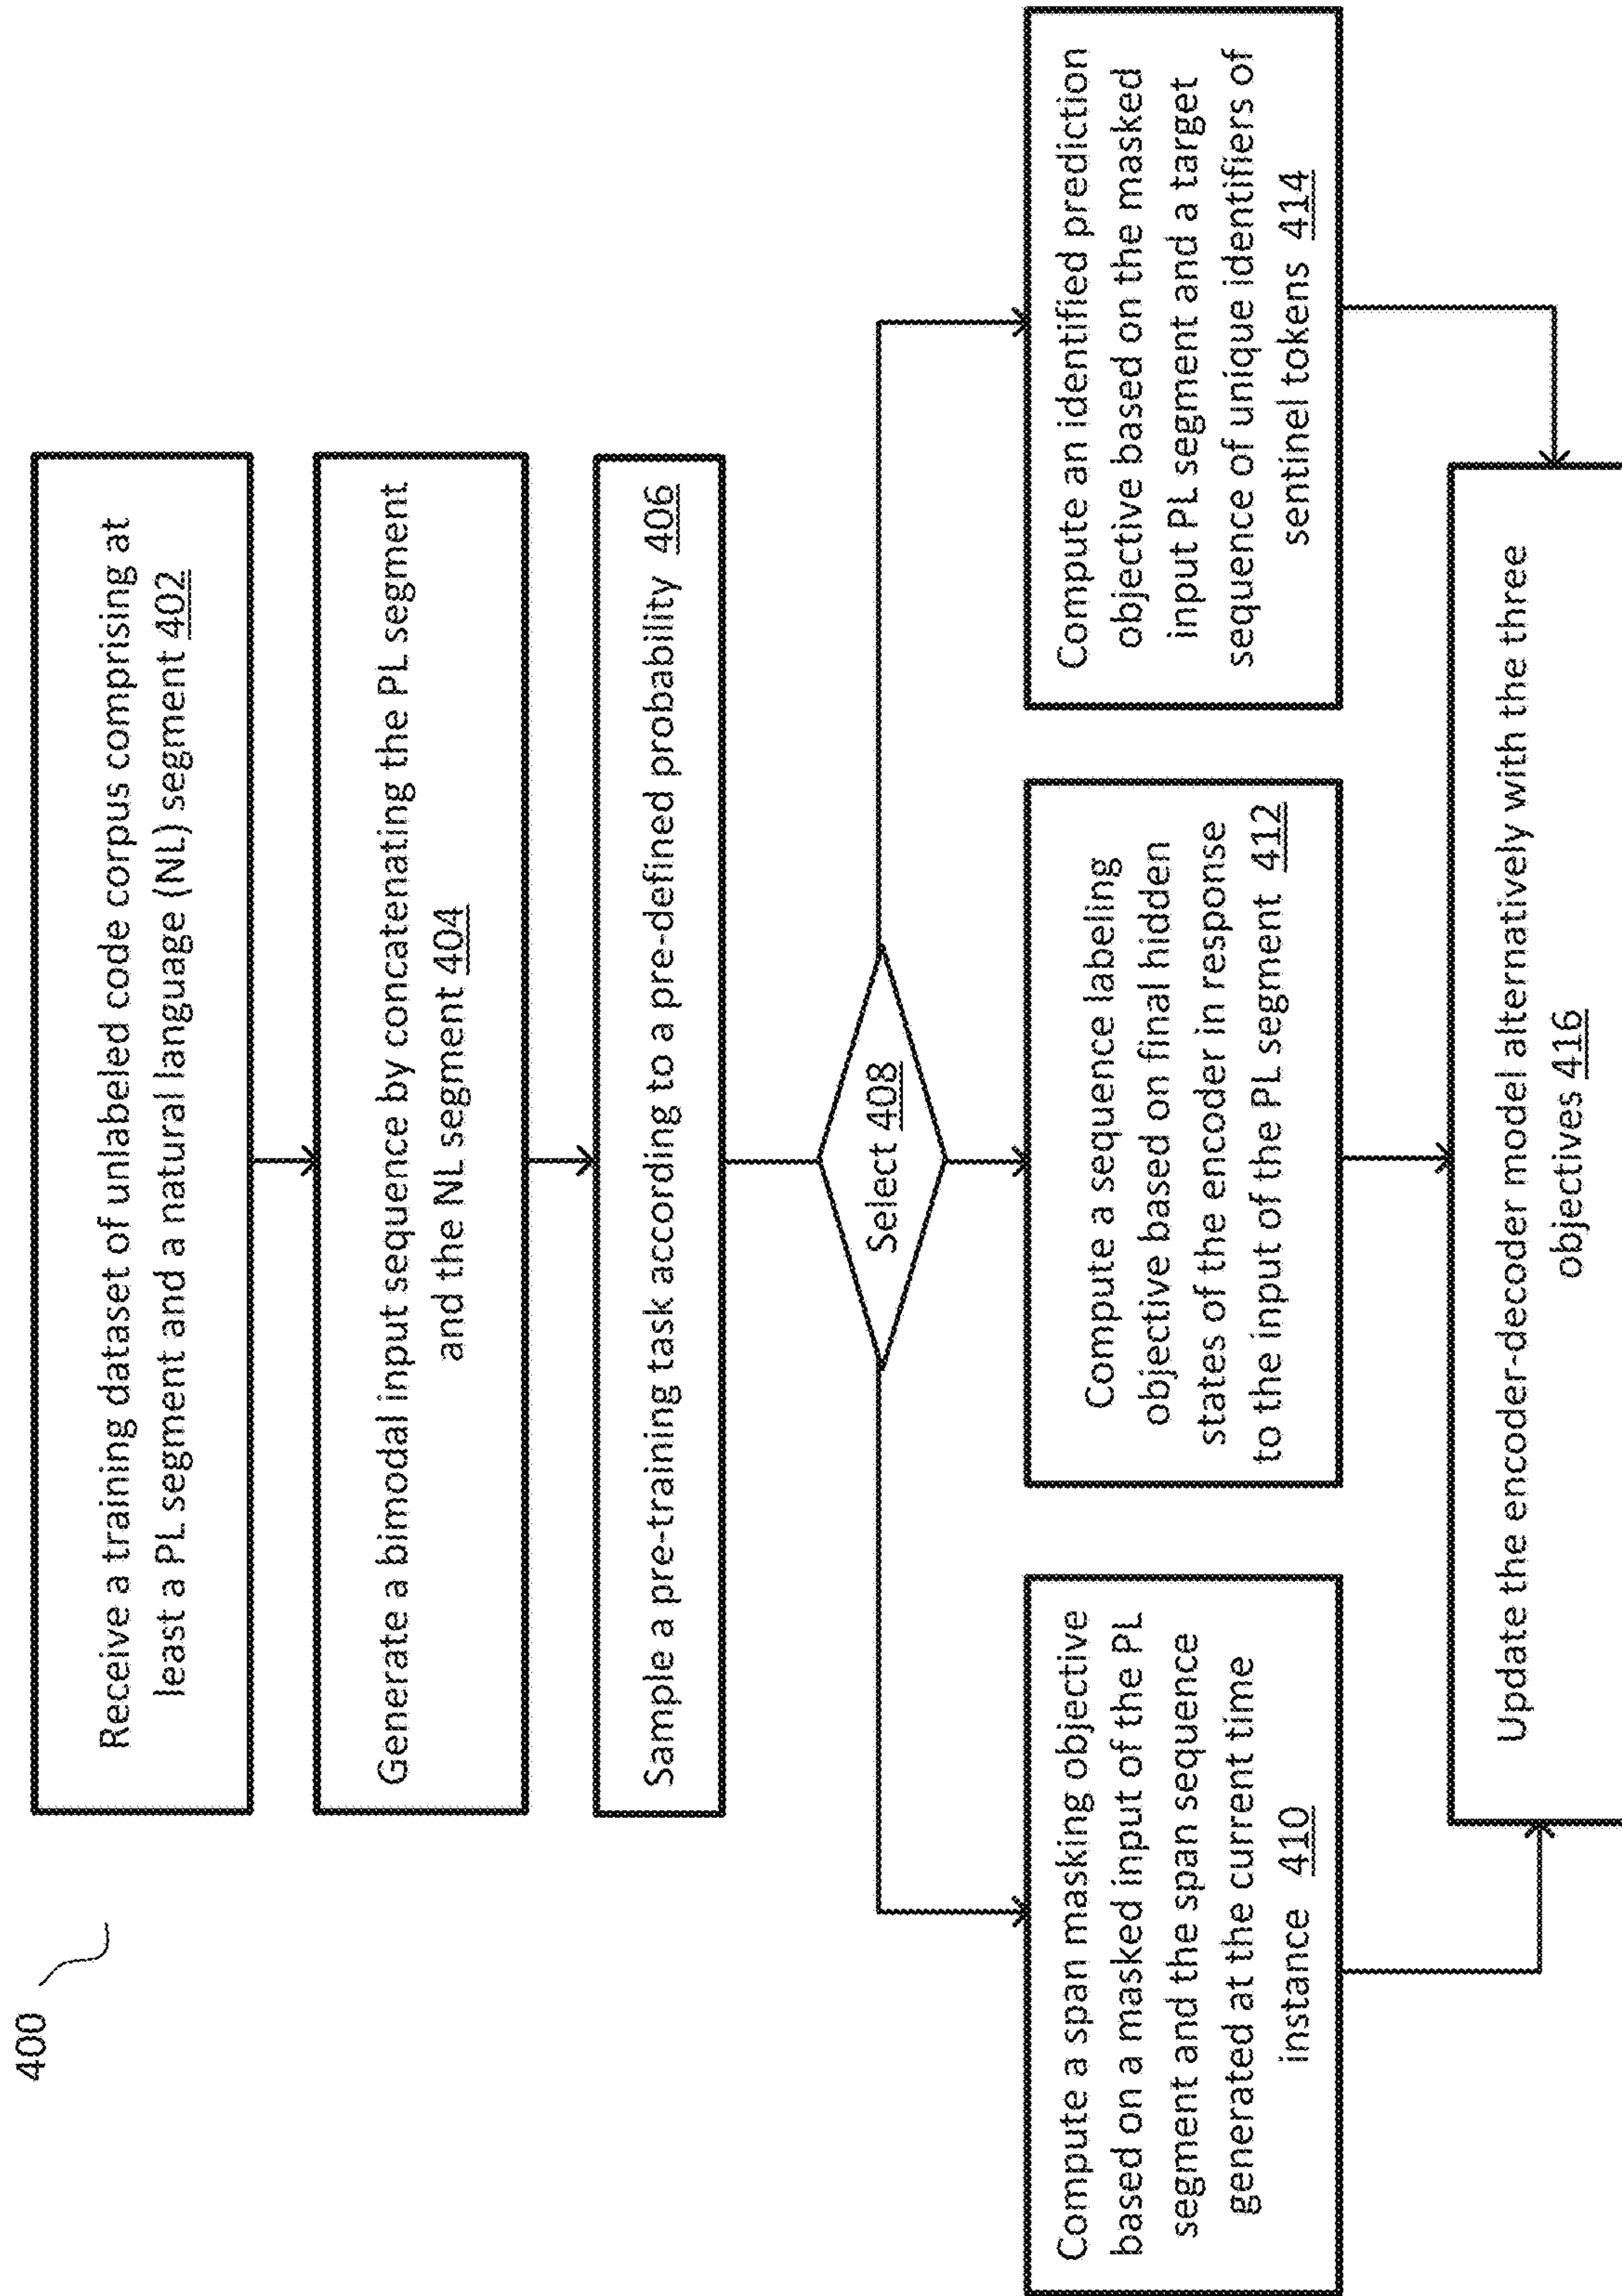 400
Receive a training dataset of unlabeled code corpus comprising at
least a PL segment and a natural language (NL) segment 402
Generate a bimodal input sequence by concatenating the PL segment
and the NL segment 404
Sample a pre-training task according to a pre-defined probability 406
Select 408
Compute a span masking objective
based on a masked input of the PL
segment and the span sequence
generated at the current time
instance 410
Compute a sequence labeling
objective based on final hidden
states of the encoder in response
to the input of the PL segment 412
Compute an identified prediction
objective based on the masked
input PL segment and a target
sequence of unique identifiers of
sentinel tokens 414
Update the encoder-decoder model alternatively with the three
objectives 416